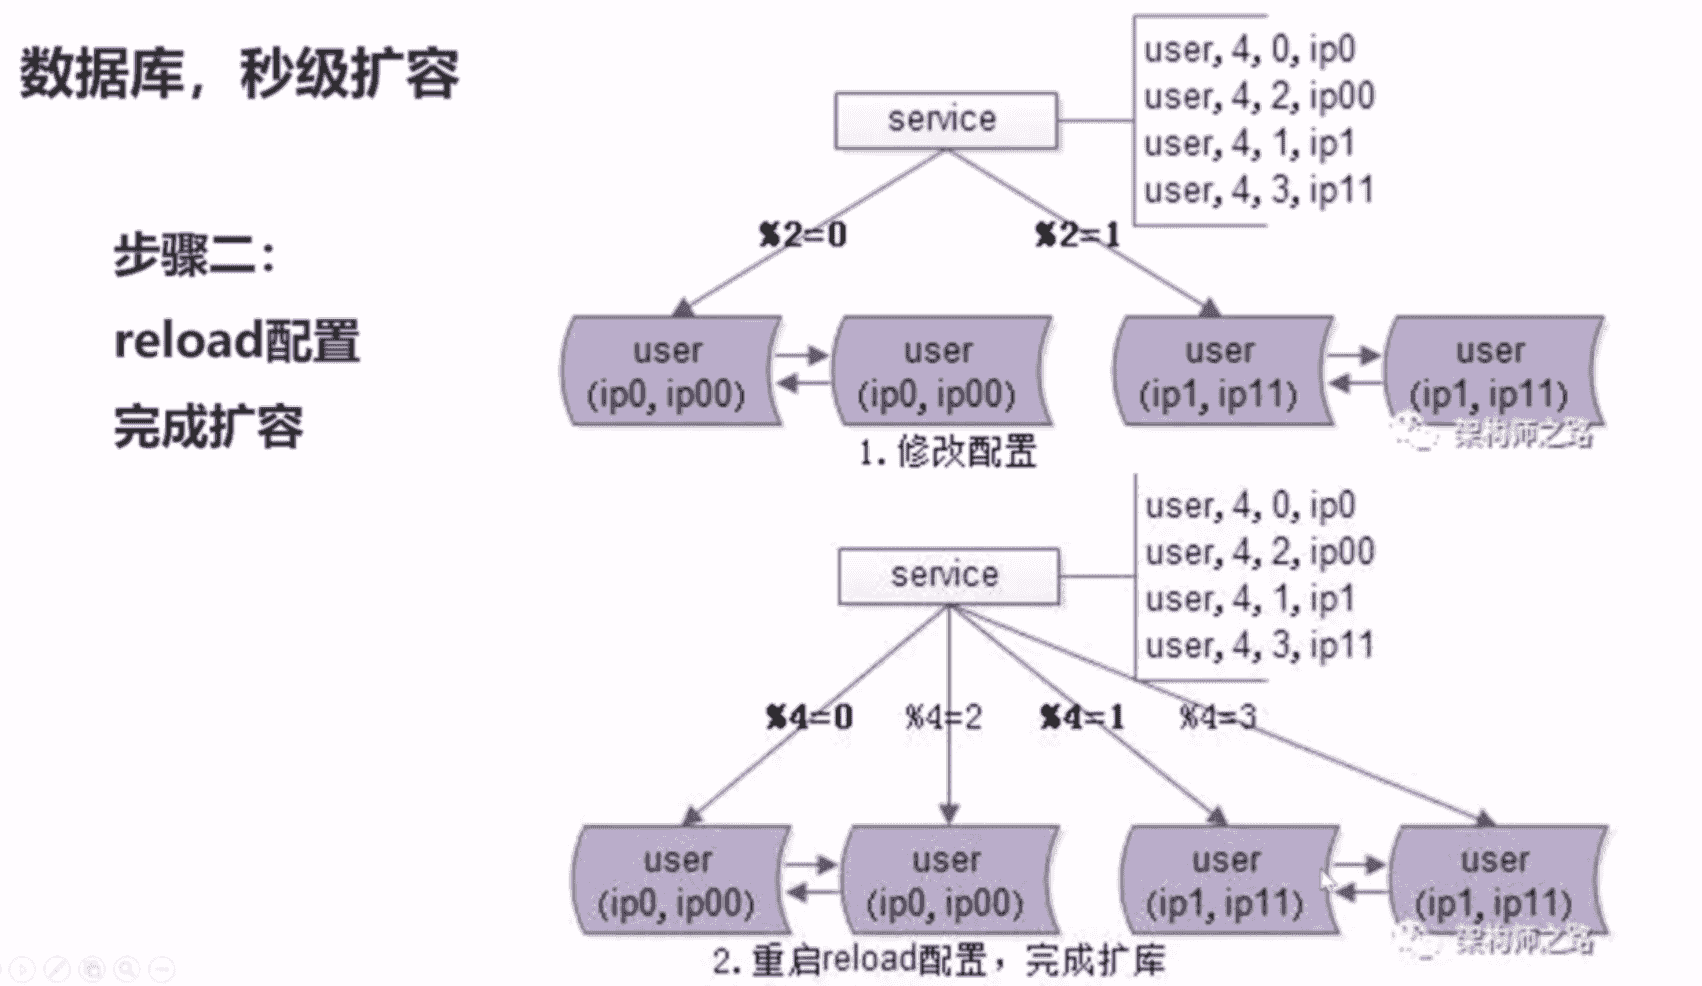 数据库，秒级扩容
步骤二：
reload配置
完成扩容
service
user, 4, 0, ip0
user, 4, 2, ip00
user, 4, 1, ip1
user, 4, 3, ip11
%2=0
%2=1
user
(ip0, ip00)
user
(ip0, ip00)
user
(ip1, ip11)
user
(ip1, ip11)
架构师之路
1.修改配置
service
user, 4, 0, ip0
user, 4, 2, ip00
user, 4, 1, ip1
user, 4, 3, ip11
%4=0
%4=2
%4=1
%4=3
user
(ip0, ip00)
user
(ip0, ip00)
user
(ip1, ip11)
user
(ip1, ip11)
架构师之路
2.重启reload配置，完成扩库